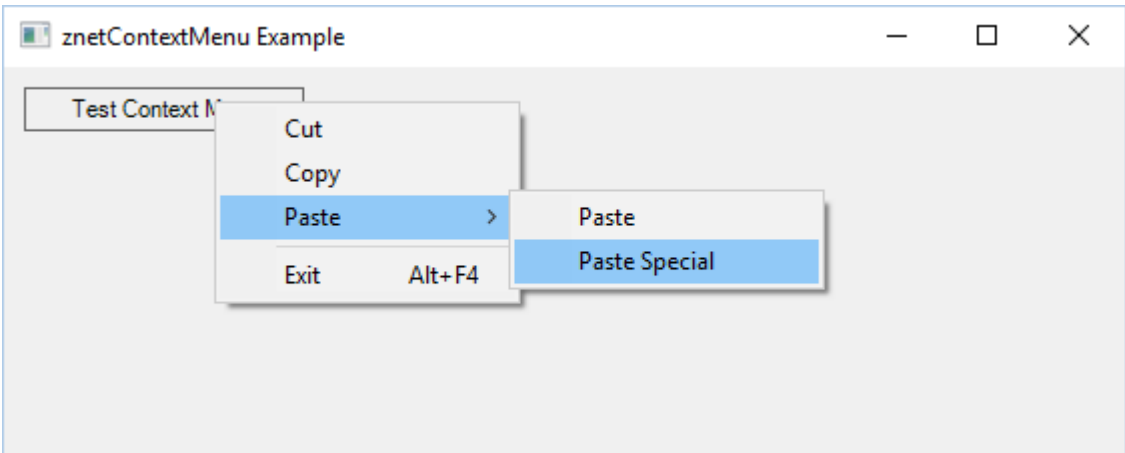 znetContextMenu Example
Test Context
Cut
Copy
Paste
Exit Alt+F4
Paste
Paste Special